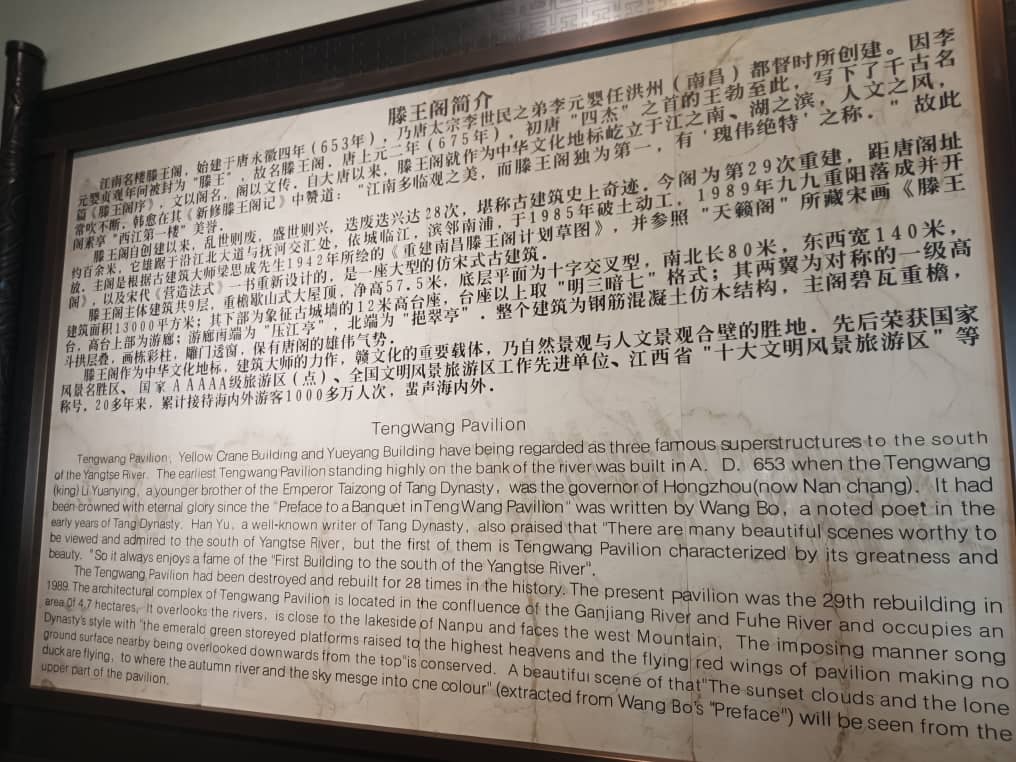 滕王阁简介
江南名楼滕王阁，始建于唐永徽四年（653年），乃唐太宗李世民之弟李元婴任洪州（南昌）都督时所创建。因李
元婴贞观年间被封为“滕王”，故名滕王阁，唐上元二年（675年），初唐“四杰”之首的王勃至此，写下了千古名
篇《滕王阁序》，文以阁名，阁以文传，自大唐以来，滕王阁就作为中华文化地标屹立于江之南、湖之滨，人文之风，
常吹不断，韩愈在其《新修滕王阁记》中赞道：“江南多临观之美，而滕王阁独为第一，有‘瑰伟绝特’之称．”故此
阁素享“西江第一楼”美誉．
滕王阁自创建以来，乱世则废，盛世则兴，迭废迭兴达28次，堪称古建筑史上奇迹．今阁为第29次重建，距唐阁址
约百余米，它雄踞于沿江北大道与抚河交汇处，依城临江，滨邻南浦，于1985年破土动工，1989年九九重阳落成并开
放．主阁是根据古建筑大师梁思成先生1942年所绘的《重建南昌滕王阁计划草图》，并参照“天籁阁”所藏宋画《滕王
阁》，以及宋代《营造法式》一书重新设计的，是一座大型的仿宋式古建筑．
滕王阁主体建筑共9层，重檐歇山式大屋顶，净高57.5米，底层平面为十字交叉型，南北长80米，东西宽140米，
建筑面积13000平方米；其下部为象征古城墙的12米高台座，台座以上取“明三暗七”格式；其两翼为对称的一级高
台，高台上部为游廊；游廊南端为“压江亭”，北端为“挹翠亭”．整个建筑为钢筋混凝土仿木结构，主阁碧瓦重檐，
斗拱层叠，画栋彩柱，雕门透窗，保有唐阁的雄伟气势．
滕王阁作为中华文化地标，建筑大师的力作，赣文化的重要载体，乃自然景观与人文景观合壁的胜地．先后荣获国家
风景名胜区、国家AAAAA级旅游区（点）、全国文明风景旅游区工作先进单位、江西省“十大文明风景旅游区”等
称号，20多年来，累计接待海内外游客1000多万人次，蜚声海内外．
Tengwang Pavilion
Tengwang Pavilion, Yellow Crane Building and Yueyang Building have being regarded as three famous superstructures to the south
of the Yangtse River. The earliest Tengwang Pavilion standing highly on the bank of the river was built in A. D. 653 when the Tengwang
(king) Li Yuanying, a younger brother of the Emperor Taizong of Tang Dynasty, was the governor of Hongzhou(now Nan chang). It had
been crowned with eternal glory since the "Preface to a Banquet in TengWang Pavilion" was written by Wang Bo, a noted poet in the
early years of Tang Dynasty. Han Yu, a well-known writer of Tang Dynasty, also praised that "There are many beautiful scenes worthy to
be viewed and admired to the south of Yangtse River, but the first of them is Tengwang Pavilion characterized by its greatness and
beauty. "So it always enjoys a fame of the "First Building to the south of the Yangtse River".
The Tengwang Pavilion had been destroyed and rebuilt for 28 times in the history. The present pavilion was the 29th rebuilding in
1989. The architectural complex of Tengwang Pavilion is located in the confluence of the Ganjiang River and Fuhe River and occupies an
area 0f 4.7 hectares, It overlooks the rivers, is close to the lakeside of Nanpu and faces the west Mountain, The imposing manner song
Dynasty's style with "the emerald green storeyed platforms raised to the highest heavens and the flying red wings of pavilion making no
ground surface nearby being overlooked downwards from the top"is conserved. A beautiful scene of that"The sunset clouds and the lone
duck are flying, to where the autumn river and the sky mesge into cne colour" (extracted from Wang Bo's "Preface") will be seen from the
upper part of the pavilion.